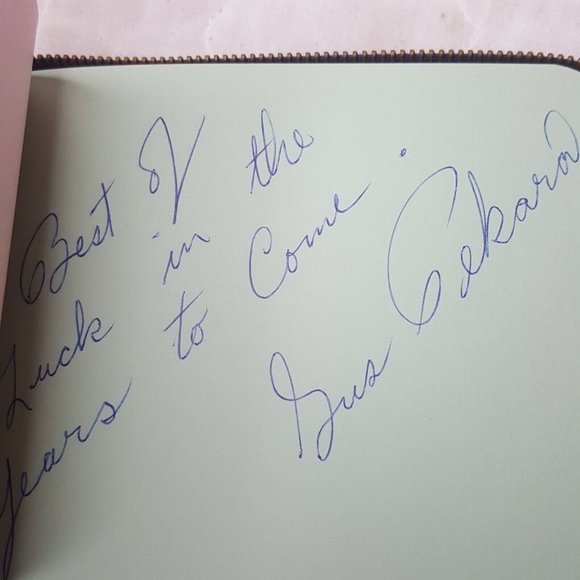 Best of
Luck in the
Years to Come .
Gus